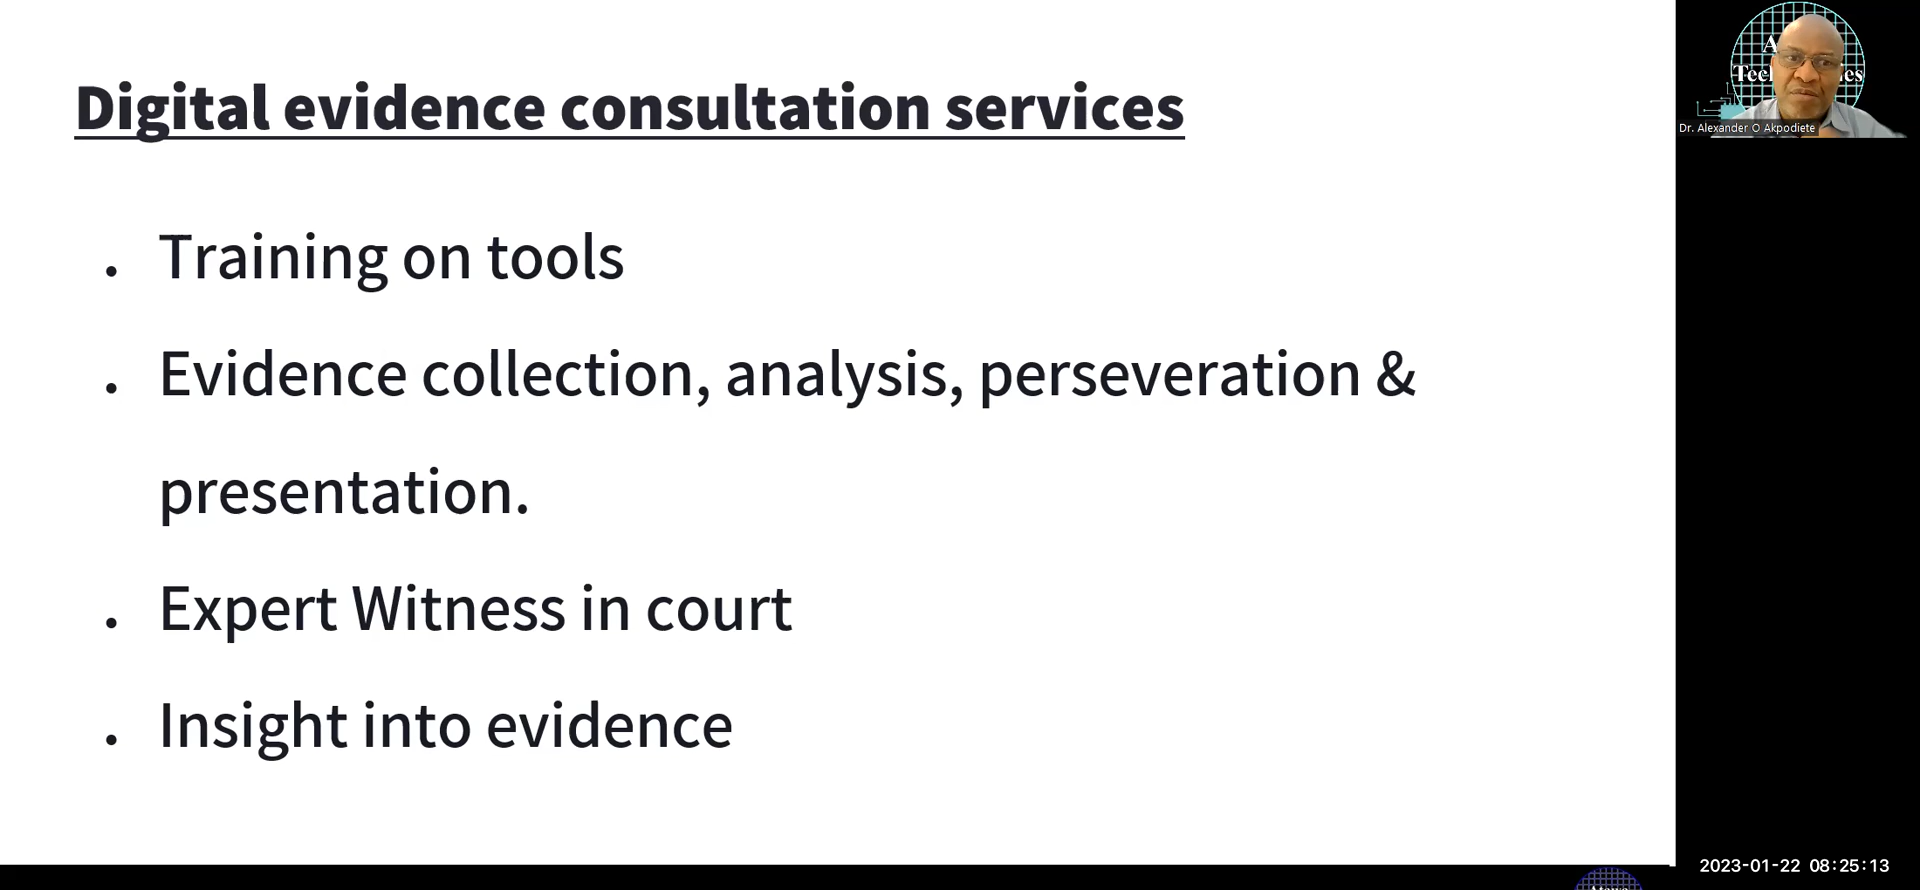 Digital evidence consultation services
. Training on tools
. Evidence collection, analysis, perseveration &
presentation.
. Expert Witness in court
. Insight into evidence
Dr. Alexander O Akpodiete
2023-01-22 08:25:13